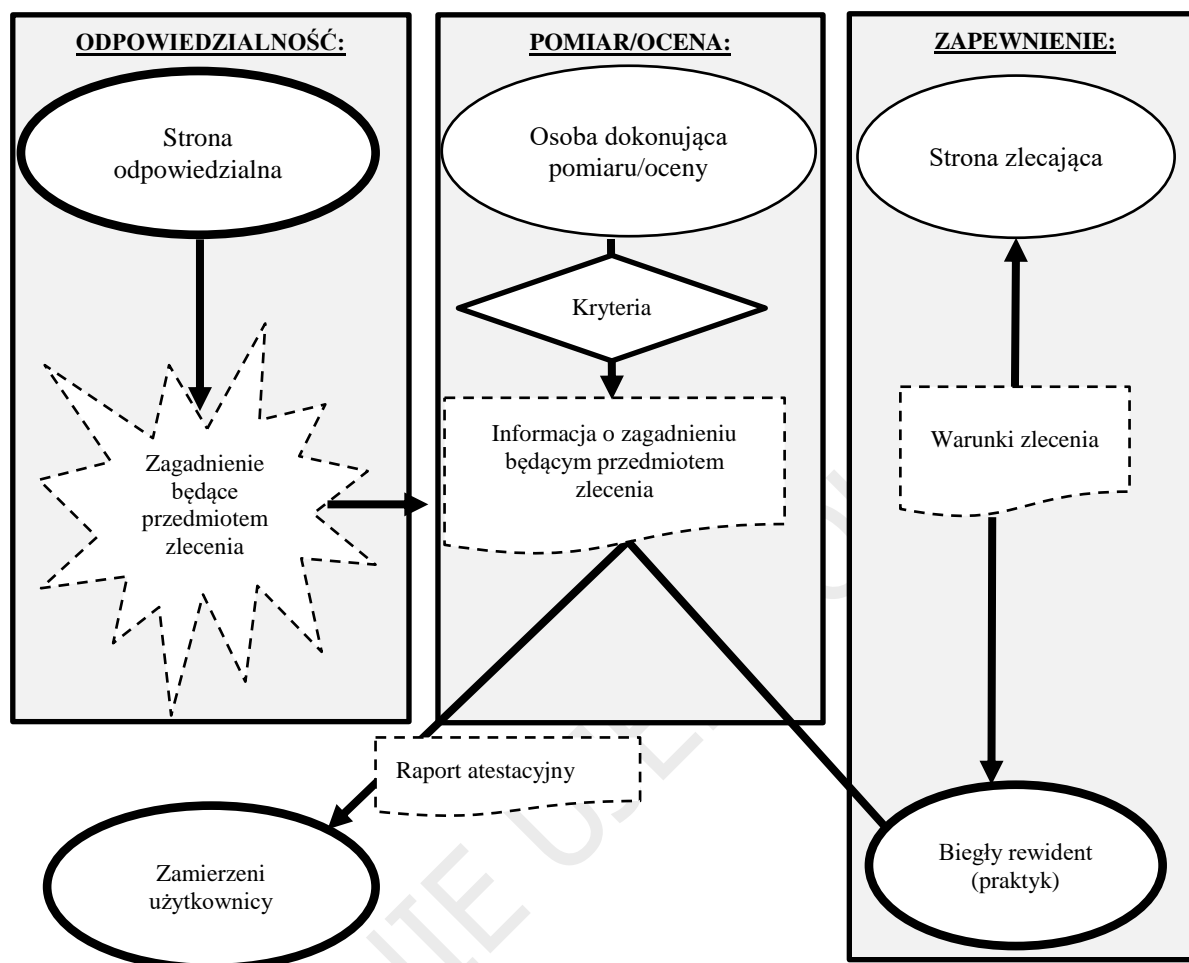 ODPOWIEDZIALNOŚĆ:
Strona
odpowiedzialna
Zagadnienie
będące
przedmiotem
zlecenia
POMIAR/OCENA:
Osoba dokonująca
pomiaru/oceny
Kryteria
Informacja o zagadnieniu
będącym przedmiotem
zlecenia
ZAPEWNIENIE:
Strona zlecająca
Warunki zlecenia
Biegły rewident
(praktyk)
Raport atestacyjny
Zamierzeni
użytkownicy